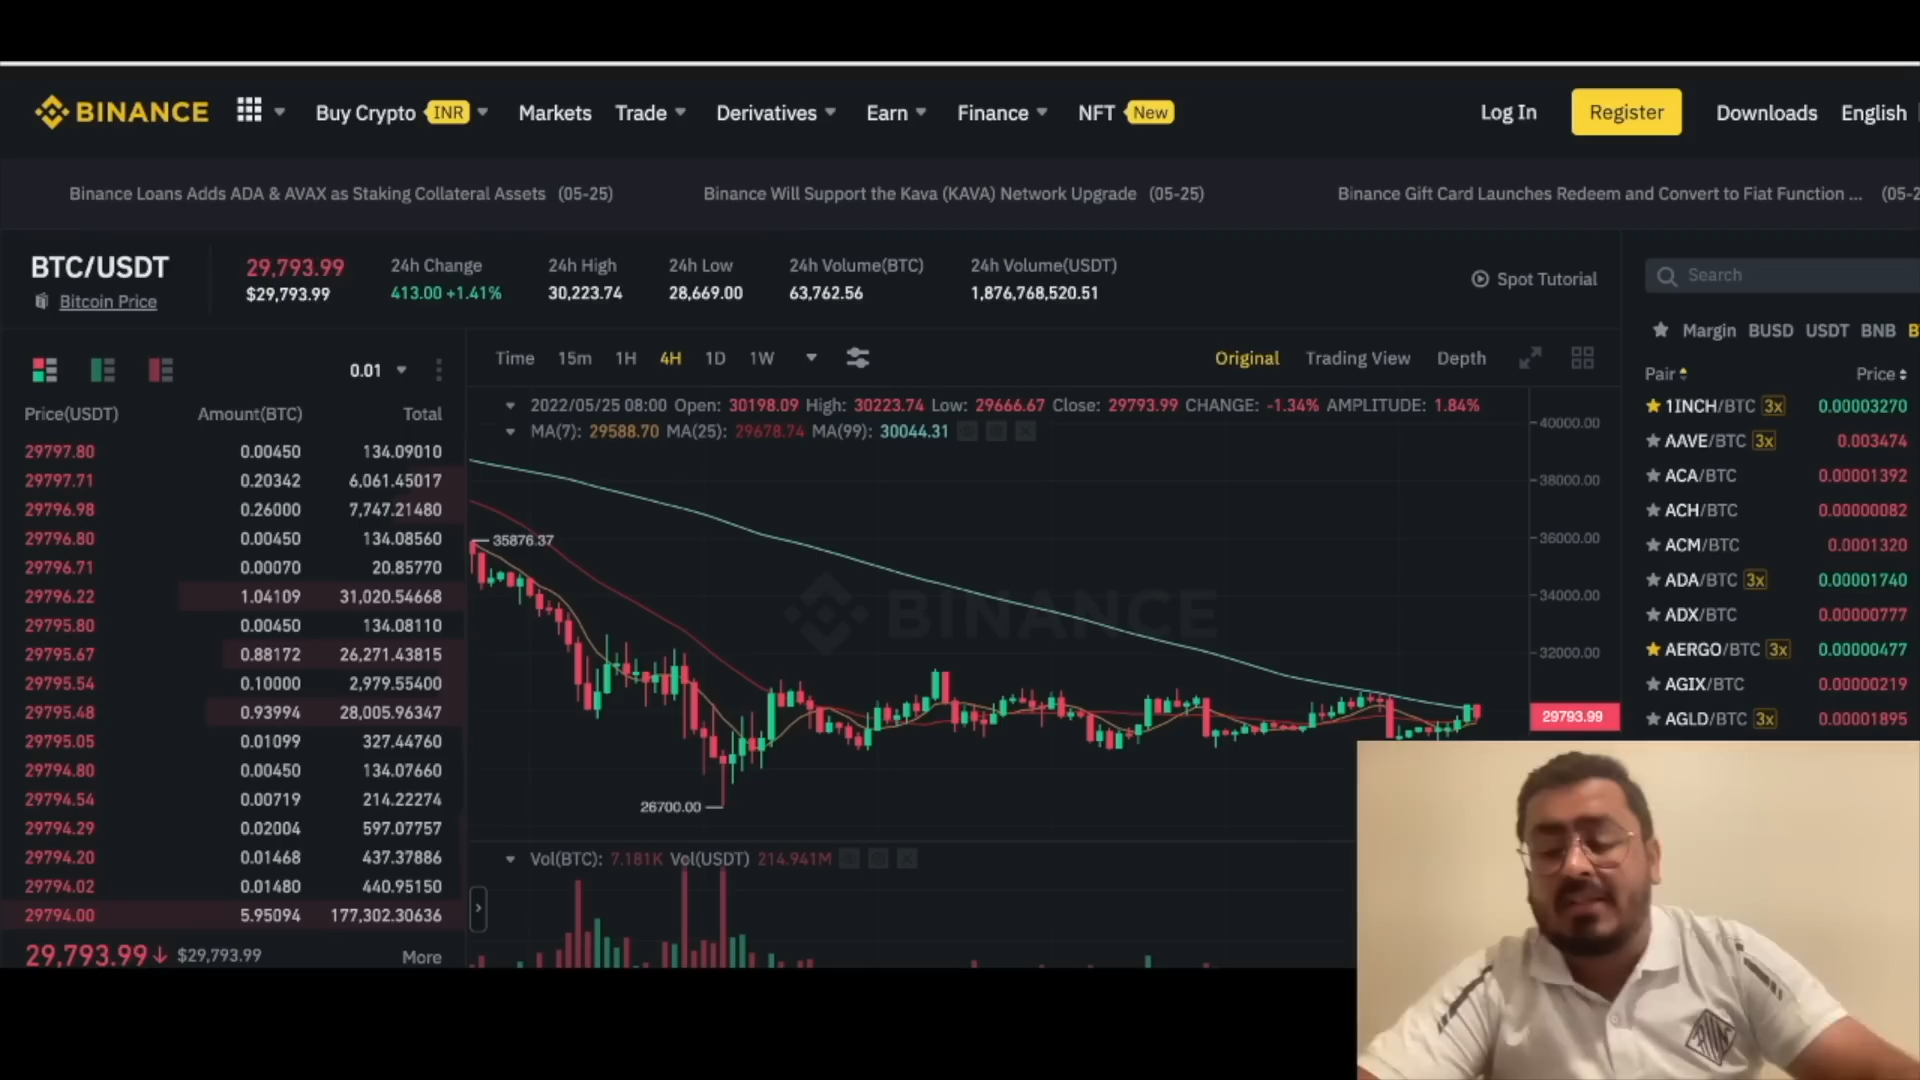 BINANCE
Buy Crypto INR Markets Trade Derivatives Earn Finance NFT New Log In Register Downloads English
Binance Loans Adds ADA & AVAX as Staking Collateral Assets (05-25) Binance Will Support the Kava (KAVA) Network Upgrade (05-25) Binance Gift Card Launches Redeem and Convert to Fiat Function ... (05-2
BTC/USDT
Bitcoin Price
29,793.99
$29,793.99
24h Change
413.00 +1.41%
24h High
30,223.74
24h Low
28,669.00
24h Volume(BTC)
63,762.56
24h Volume(USDT)
1,876,768,520.51
Spot Tutorial
0.01
Price(USDT) Amount(BTC) Total
29797.80 0.00450 134.09010
29797.71 0.20342 6,061.45017
29796.98 0.26000 7,747.21480
29796.80 0.00450 134.08560
29796.71 0.00070 20.85770
29796.22 1.04109 31,020.54668
29795.80 0.00450 134.08110
29795.67 0.88172 26,271.43815
29795.54 0.10000 2,979.55400
29795.48 0.93994 28,005.96347
29795.05 0.01099 327.44760
29794.80 0.00450 134.07660
29794.54 0.00719 214.22274
29794.29 0.02004 597.07757
29794.20 0.01468 437.37886
29794.02 0.01480 440.95150
29794.00 5.95094 177,302.30636
29,793.99↓ $29,793.99 More
Time 15m 1H 4H 1D 1W Original Trading View Depth
2022/05/25 08:00 Open: 30198.09 High: 30223.74 Low: 29666.67 Close: 29793.99 CHANGE: -1.34% AMPLITUDE: 1.84%
MA(7): 29588.70 MA(25): 29678.74 MA(99): 30044.31
40000.00
38000.00
36000.00
34000.00
32000.00
29793.99
35876.37
BINANCE
26700.00
Vol(BTC): 7.181K Vol(USDT) 214.941M
Search
Margin BUSD USDT BNB B
Pair Price
1INCH/BTC 3x 0.00003270
AAVE/BTC 3x 0.003474
ACA/BTC 0.00001392
ACH/BTC 0.00000082
ACM/BTC 0.0001320
ADA/BTC 3x 0.00001740
ADX/BTC 0.00000777
AERGO/BTC 3x 0.00000477
AGIX/BTC 0.00000219
AGLD/BTC 3x 0.00001895